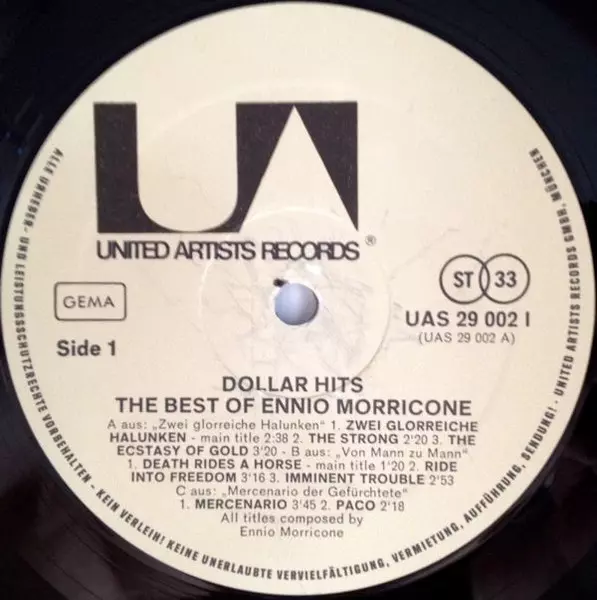 UA
UNITED ARTISTS RECORDS ®
GEMA
Side 1
ST 33
UAS 29 002 I
(UAS 29 002 A)
DOLLAR HITS
THE BEST OF ENNIO MORRICONE
A aus: „Zwei glorreiche Halunken“ 1. ZWEI GLORREICHE
HALUNKEN - main title 2:38 2. THE STRONG 2'20 3. THE
ECSTASY OF GOLD 3'20 - B aus: „Von Mann zu Mann“
1. DEATH RIDES A HORSE - main title 1'20 2. RIDE
INTO FREEDOM 3'16 3. IMMINENT TROUBLE 2'53
C aus: „Mercenario der Gefürchtete“
1. MERCENARIO 3'45 2. PACO 2'18
All titles composed by
Ennio Morricone
ALLE URHEBER- UND LEISTUNGSSCHUTZRECHTE VORBEHALTEN - KEIN VERLEIH! KEINE UNERLAUBTE VERVIELFÄLTIGUNG, VERMIETUNG, AUFFÜHRUNG, SENDUNG! - UNITED ARTISTS RECORDS GMBH, MÜNCHEN